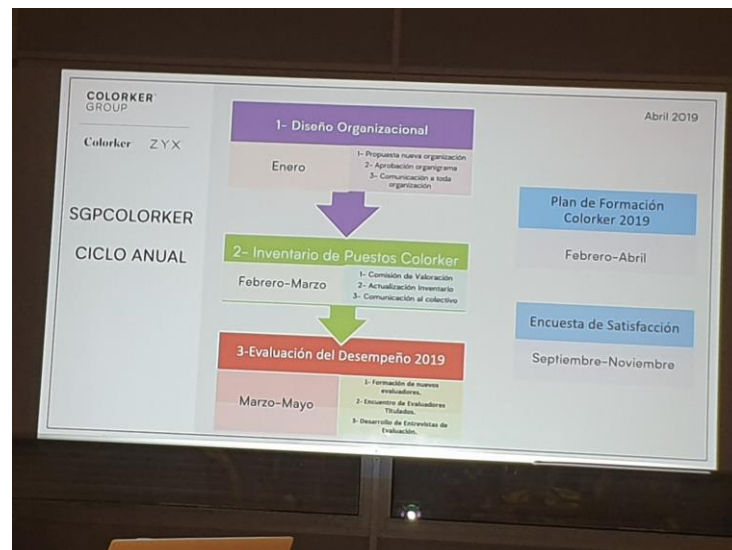 COLORKER
GROUP
Colorker ZYX
SGPCOLORKER
CICLO ANUAL
1- Diseño Organizacional
Enero
1- Propuesta nueva organización
2- Aprobación organigrama
3- Comunicación a toda
organización
2- Inventario de Puestos Colorker
Febrero-Marzo
1- Comisión de Valoración
2- Actualización Inventario
3- Comunicación al colectivo
3-Evaluación del Desempeño 2019
Marzo-Mayo
1- Formación de nuevos
evaluadores.
2- Encuentro de Evaluadores
Titulados.
3- Desarrollo de Entrevistas de
Evaluación.
Abril 2019
Plan de Formación
Colorker 2019
Febrero-Abril
Encuesta de Satisfacción
Septiembre-Noviembre